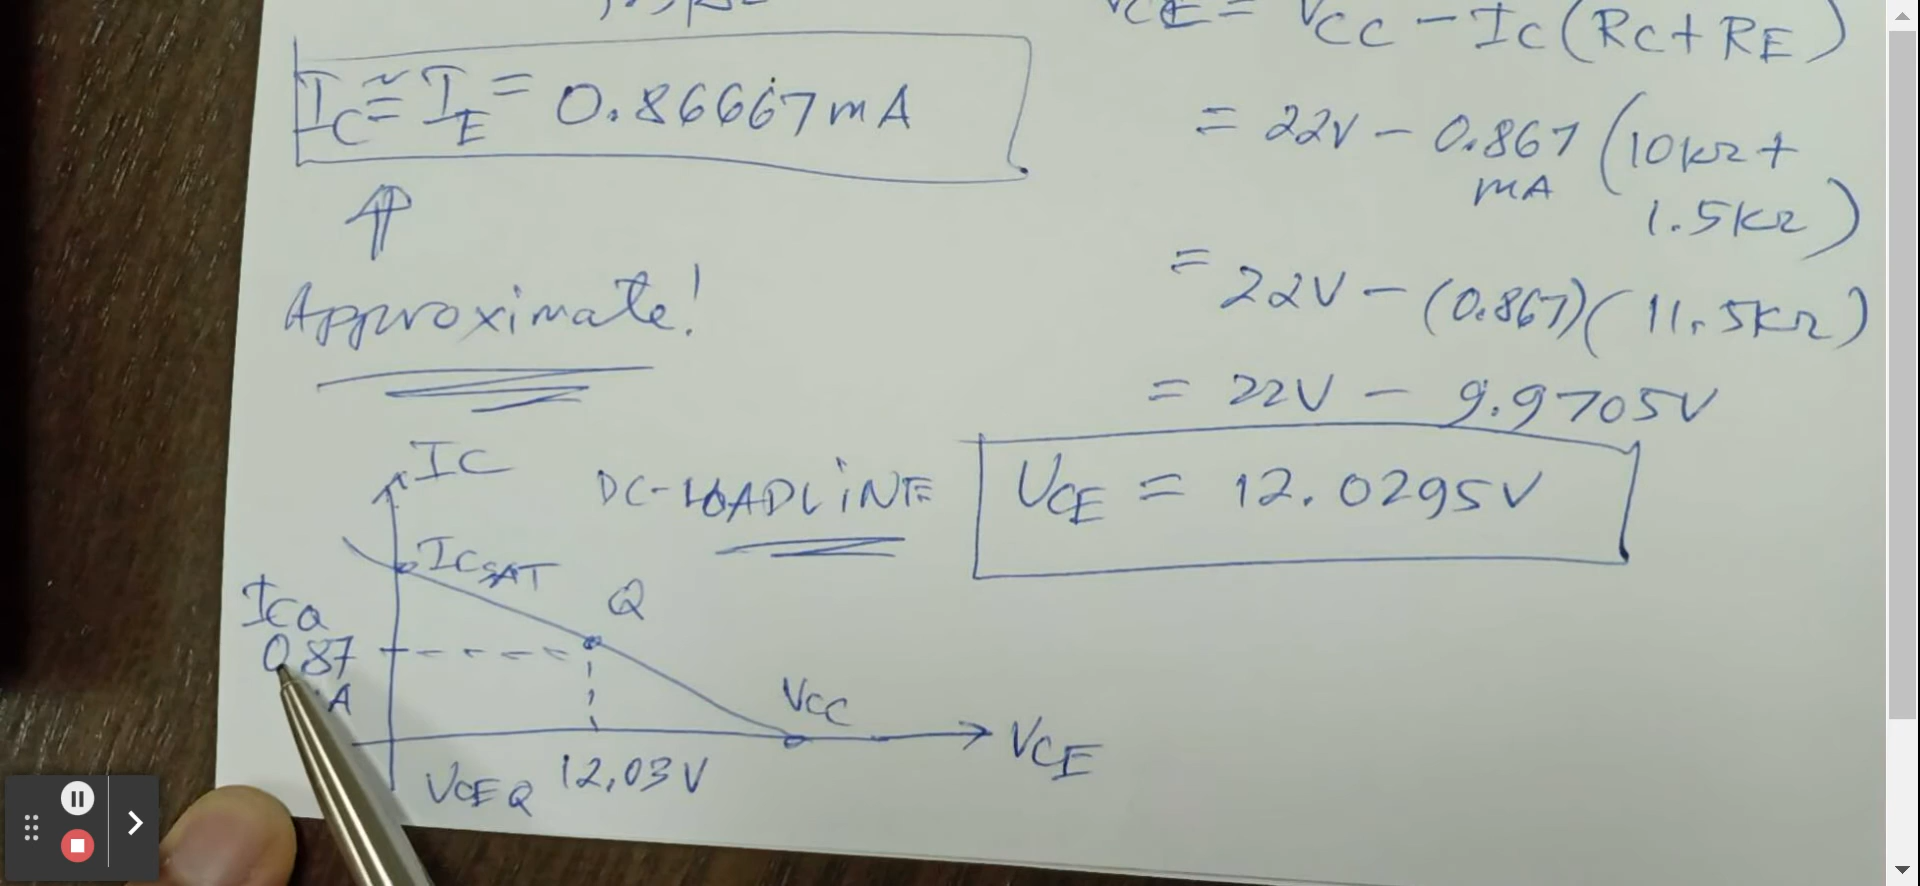 VCE = VCC - IC (RC + RE)
IC ≅ IE = 0.86667mA
= 22V - 0.867 mA (10KΩ + 1.5KΩ)
Approximate!
= 22V - (0.867)(11.5KΩ)
= 22V - 9.9705V
VCE = 12.0295V
DC-LOADLINE
IC
ICSAT
Q
ICQ
0.87
VCC
VCE
VCEQ 12.03V